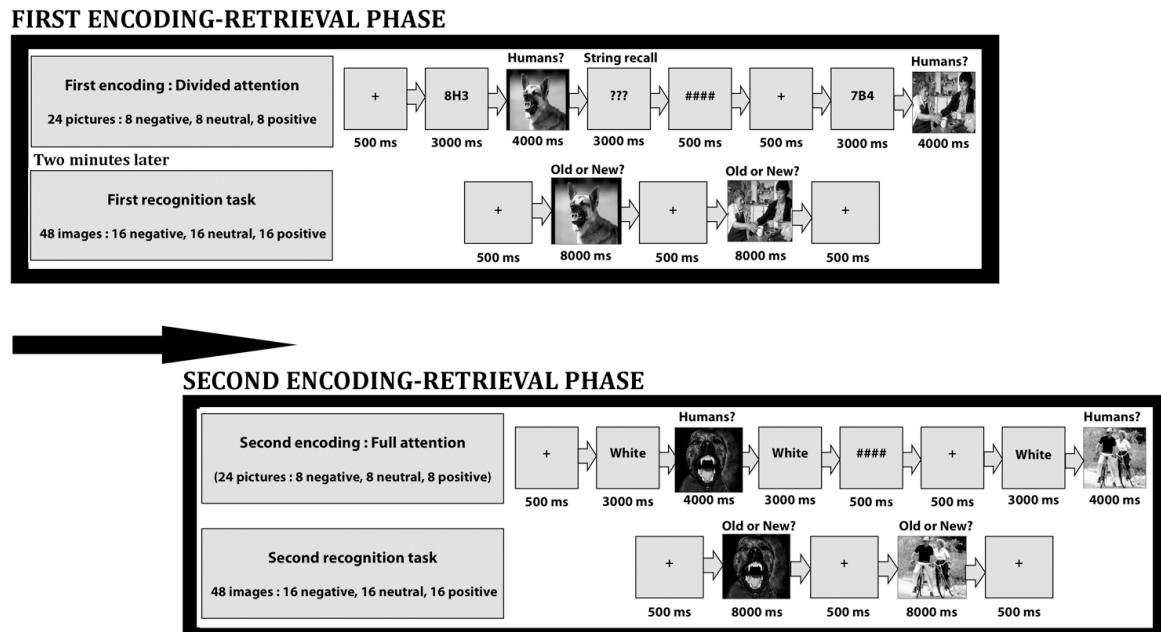 FIRST ENCODING-RETRIEVAL PHASE
Humans? String recall Humans?
First encoding : Divided attention
24 pictures : 8 negative, 8 neutral, 8 positive
+ 8H3 ??? #### + 7B4
500 ms 3000 ms 4000 ms 3000 ms 500 ms 500 ms 3000 ms 4000 ms
Two minutes later
Old or New? Old or New?
First recognition task
48 images : 16 negative, 16 neutral, 16 positive
+ + +
500 ms 8000 ms 500 ms 8000 ms 500 ms
SECOND ENCODING-RETRIEVAL PHASE
Humans? Humans?
Second encoding : Full attention
(24 pictures : 8 negative, 8 neutral, 8 positive)
+ White White #### + White
500 ms 3000 ms 4000 ms 3000 ms 500 ms 500 ms 3000 ms 4000 ms
Old or New? Old or New?
Second recognition task
48 images : 16 negative, 16 neutral, 16 positive
+ + +
500 ms 8000 ms 500 ms 8000 ms 500 ms